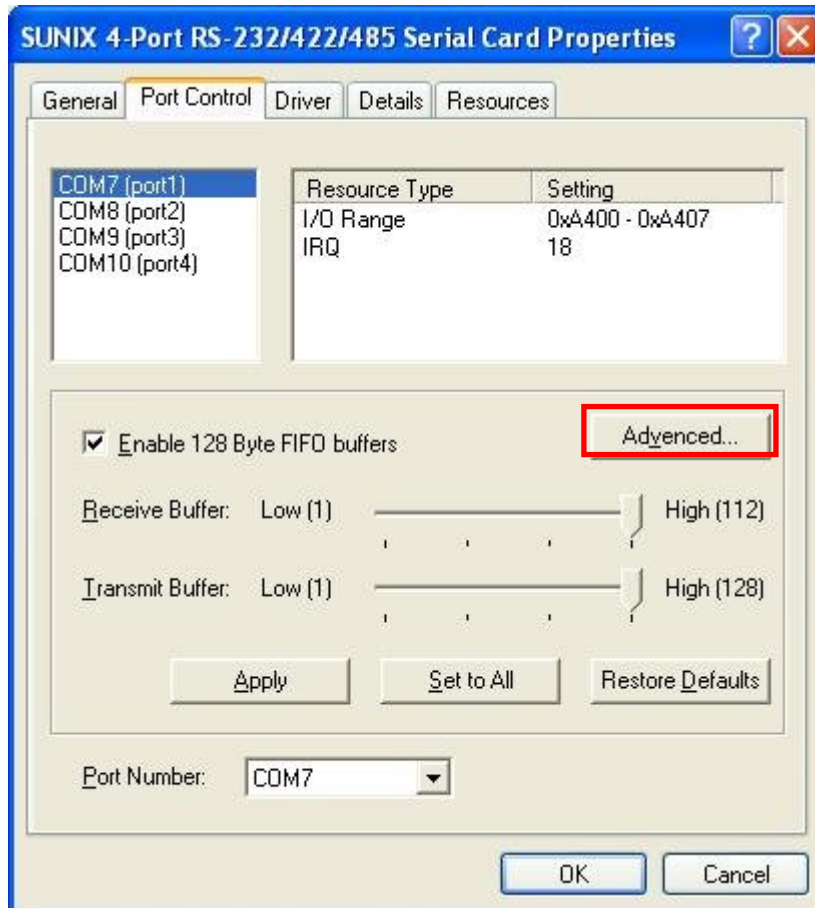 SUNIX 4-Port RS-232/422/485 Serial Card Properties
General Port Control Driver Details Resources
COM7 (port1)
COM8 (port2)
COM9 (port3)
COM10 (port4)
Resource Type Setting
I/O Range 0xA400 - 0xA407
IRQ 18
Enable 128 Byte FIFO buffers
Advenced...
Receive Buffer: Low (1) High (112)
Transmit Buffer: Low (1) High (128)
Apply Set to All Restore Defaults
Port Number: COM7
OK Cancel